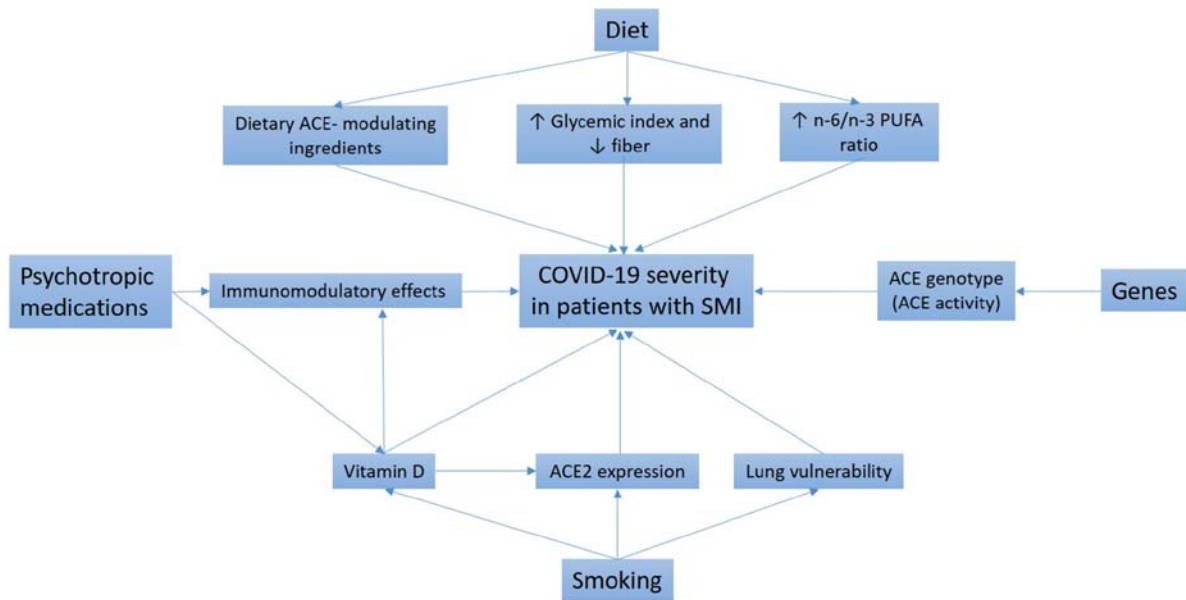 Diet
Dietary ACE- modulating
ingredients
↑ Glycemic index and
↓ fiber
↑ n-6/n-3 PUFA
ratio
Psychotropic
medications
Immunomodulatory effects
COVID-19 severity
in patients with SMI
ACE genotype
(ACE activity)
Genes
Vitamin D
ACE2 expression
Lung vulnerability
Smoking